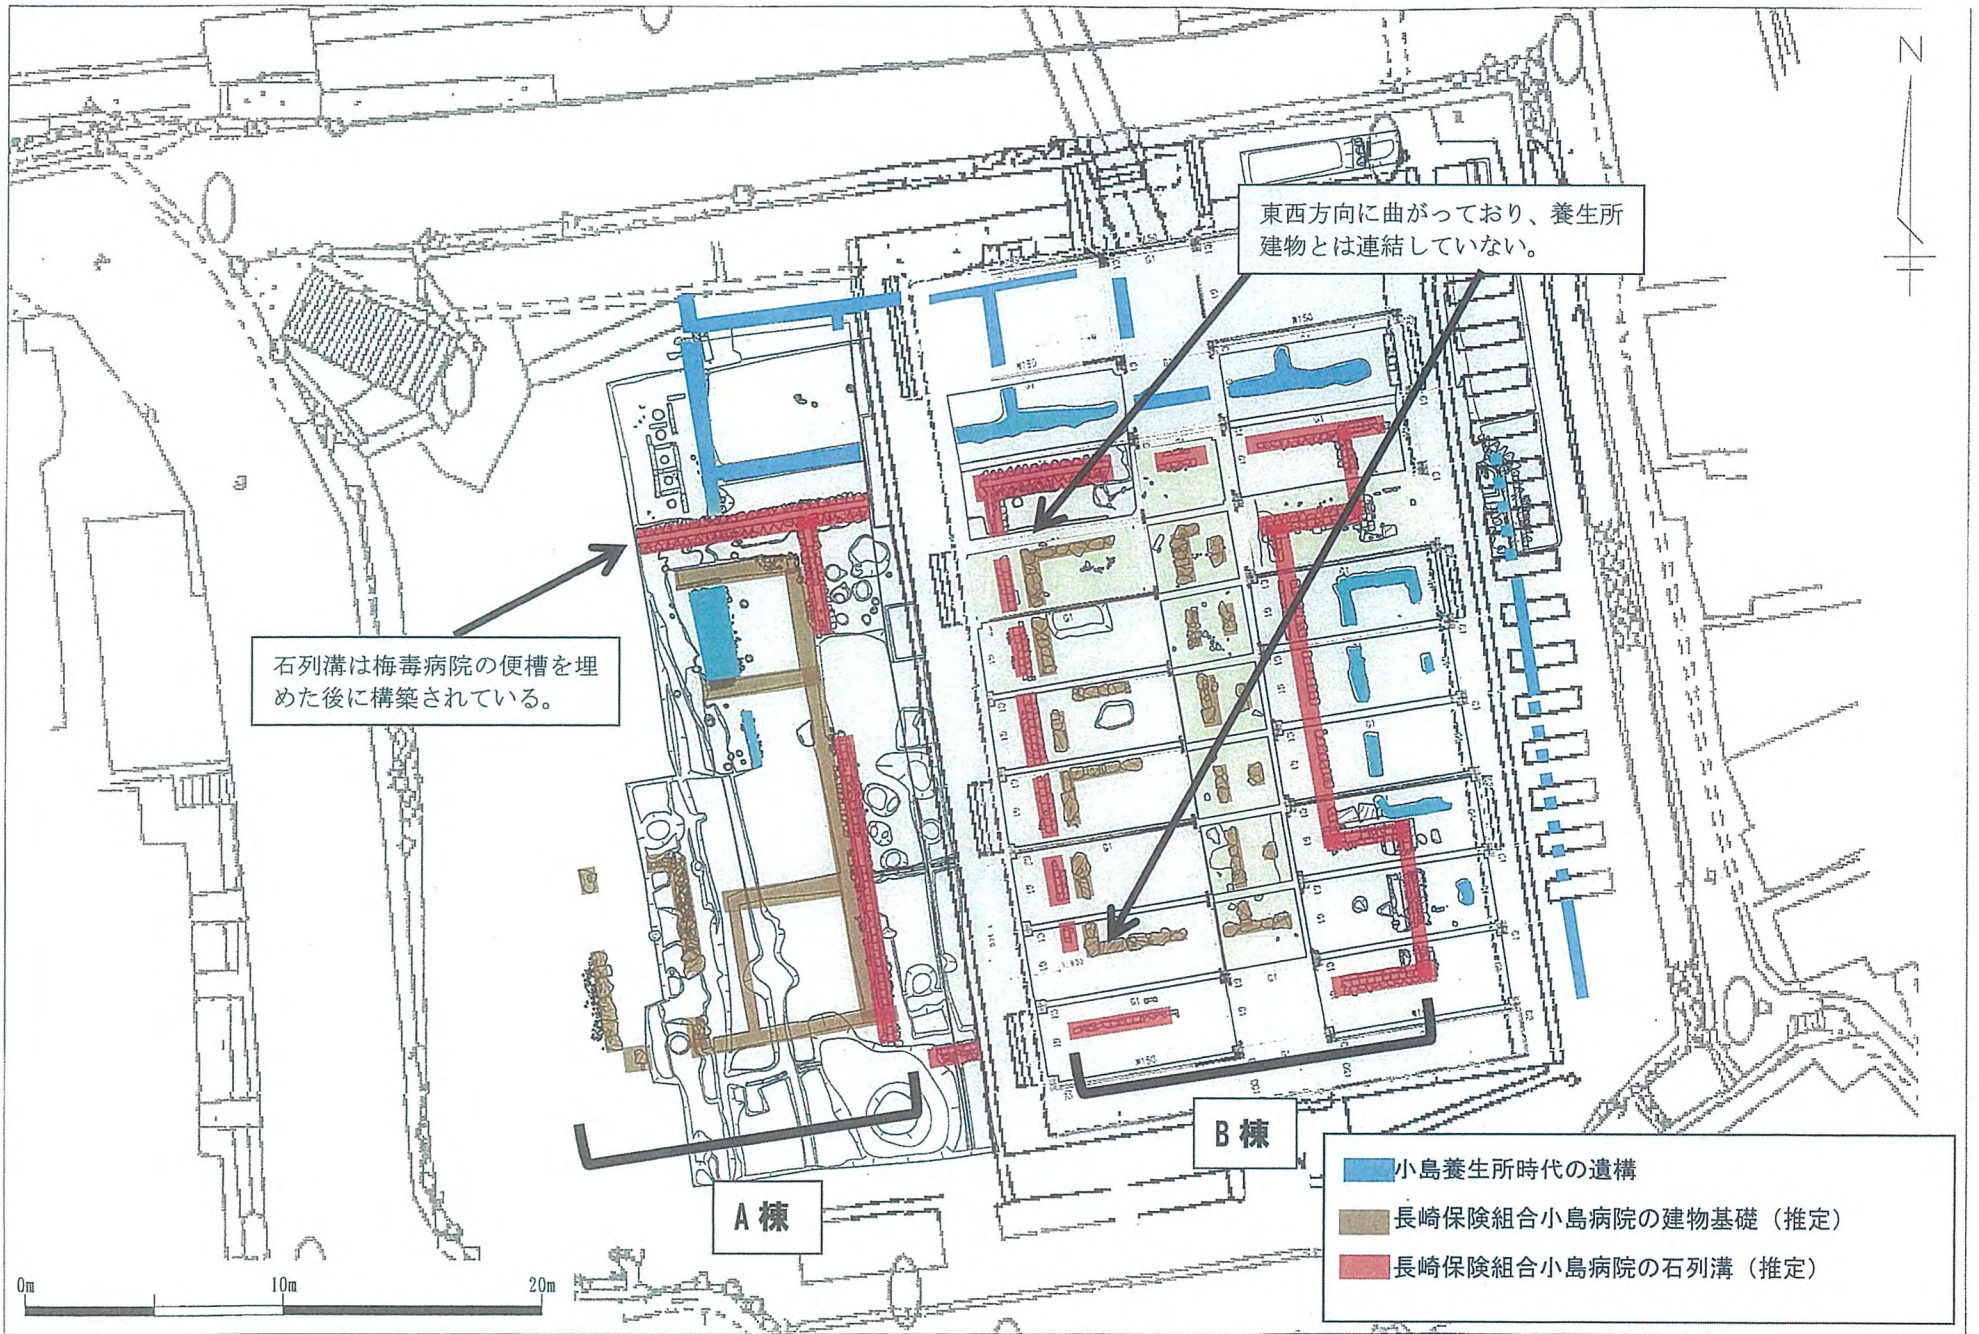 N
東西方向に曲がっており、養生所
建物とは連結していない。
石列溝は梅毒病院の便槽を埋
めた後に構築されている。
B棟
A棟
小島養生所時代の遺構
長崎保険組合小島病院の建物基礎（推定）
長崎保険組合小島病院の石列溝（推定）
0m
10m
20m